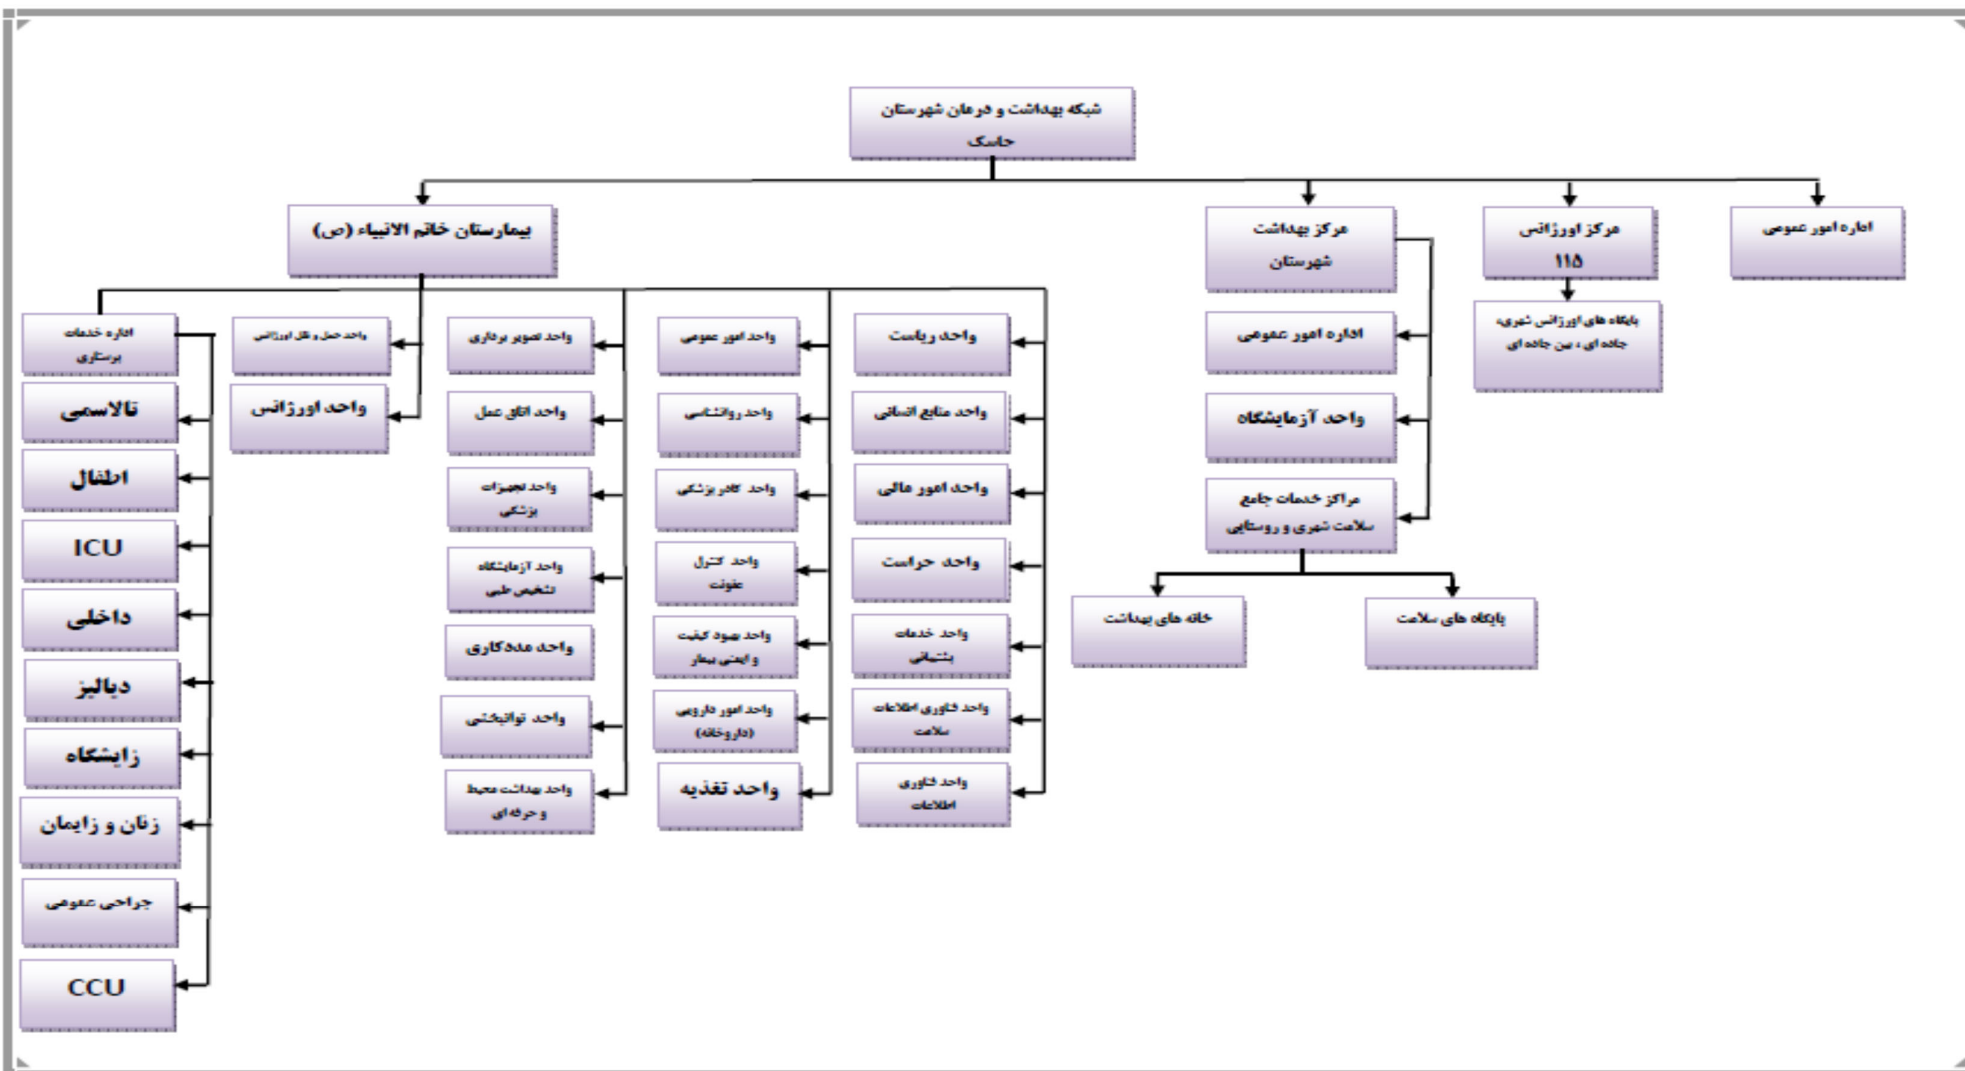 شبکه بهداشت و درمان شهرستان
جاسک
اداره امور عمومی
مرکز اورژانس
۱۱۵
پایگاه های اورژانس شهری،
جاده ای ، بین جاده ای
مرکز بهداشت
شهرستان
اداره امور عمومی
واحد آزمایشگاه
مراکز خدمات جامع
سلامت شهری و روستایی
پایگاه های سلامت
خانه های بهداشت
بیمارستان خاتم الانبیاء (ص)
واحد ریاست
واحد منابع انسانی
واحد امور مالی
واحد حراست
واحد خدمات
پشتیبانی
واحد فناوری اطلاعات
سلامت
واحد فناوری
اطلاعات
واحد امور عمومی
واحد روانشناسی
واحد کادر پزشکی
واحد کنترل
عفونت
واحد بهبود کیفیت
و ایمنی بیمار
واحد امور دارویی
(داروخانه)
واحد تغذیه
واحد تصویر برداری
واحد اتاق عمل
واحد تجهیزات
پزشکی
واحد آزمایشگاه
تشخیص طبی
واحد مددکاری
واحد توانبخشی
واحد بهداشت محیط
و حرفه ای
واحد حمل و نقل اورژانس
واحد اورژانس
اداره خدمات
پرستاری
تالاسمی
اطفال
ICU
داخلی
دیالیز
زایشگاه
زنان و زایمان
جراحی عمومی
CCU